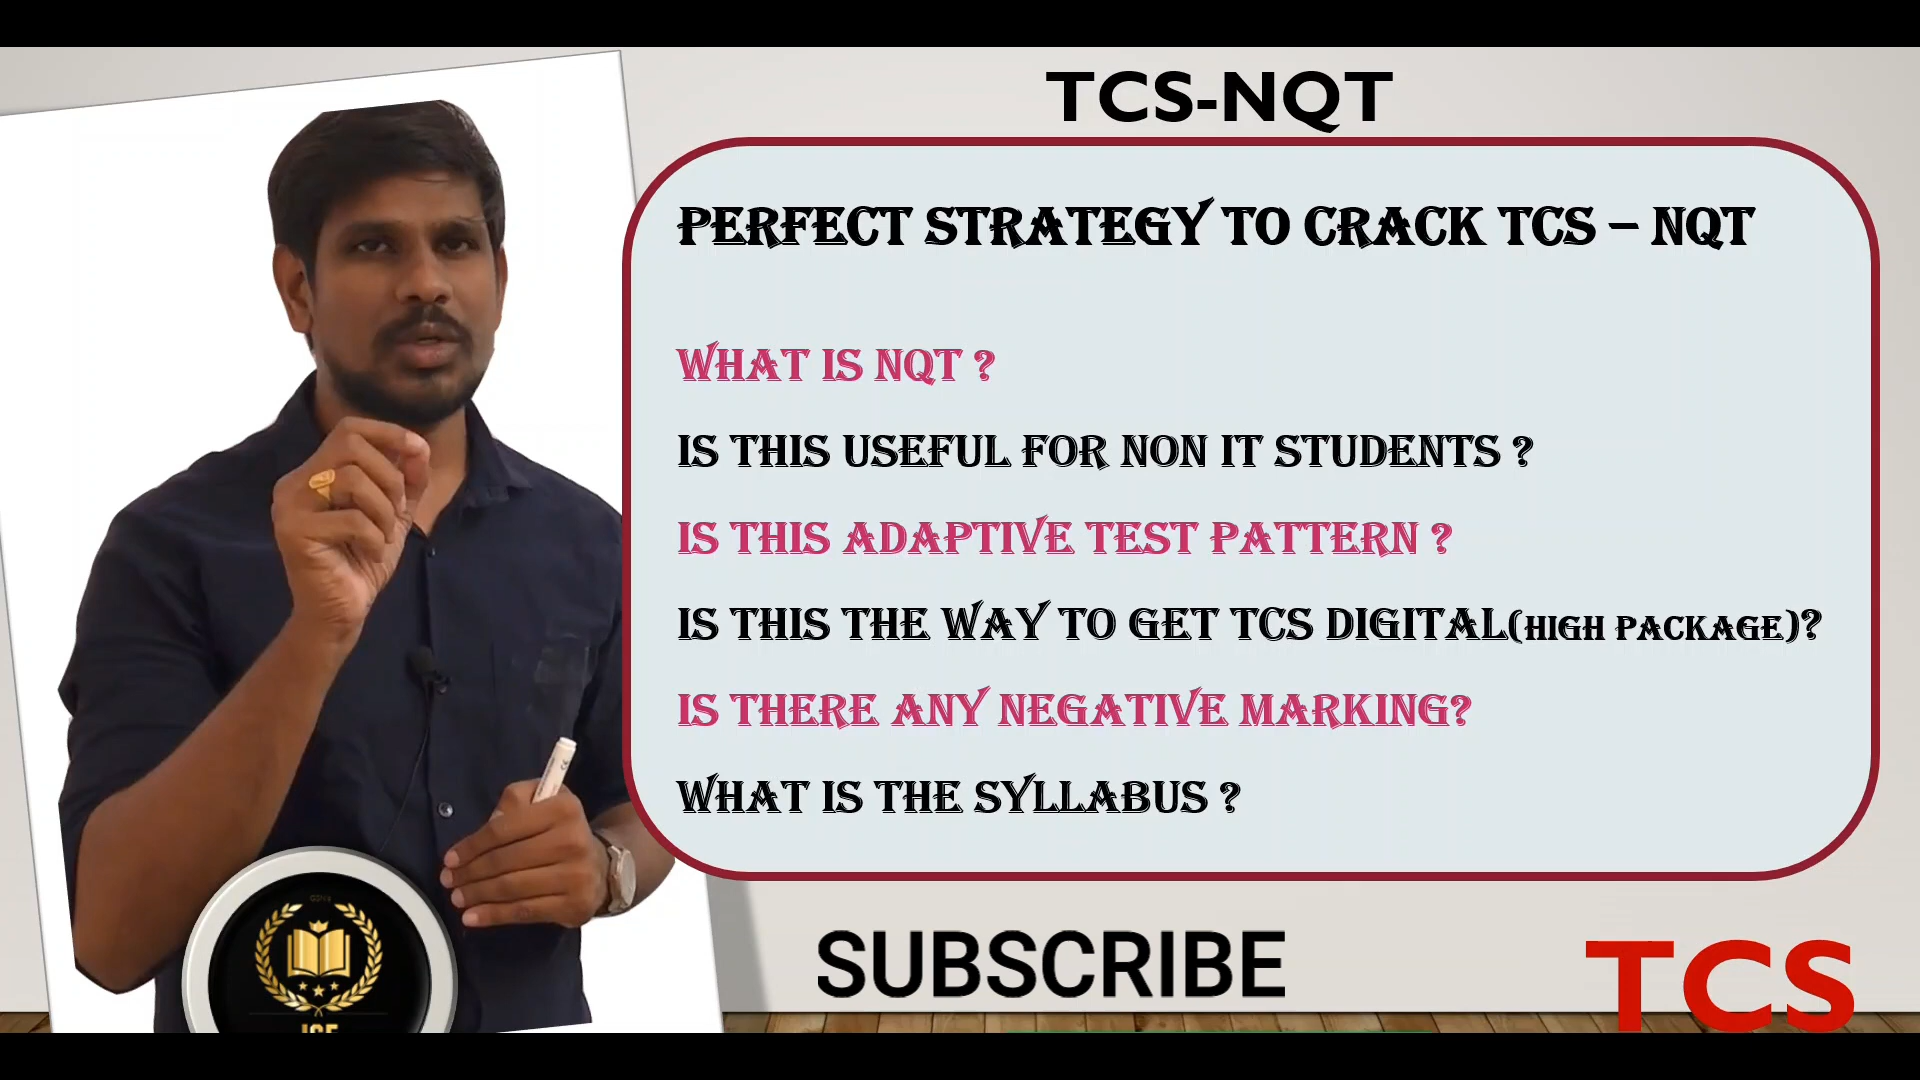 TCS-NQT
PERFECT STRATEGY TO CRACK TCS – NQT
WHAT IS NQT ?
IS THIS USEFUL FOR NON IT STUDENTS ?
IS THIS ADAPTIVE TEST PATTERN ?
IS THIS THE WAY TO GET TCS DIGITAL(HIGH PACKAGE)?
IS THERE ANY NEGATIVE MARKING?
WHAT IS THE SYLLABUS ?
SUBSCRIBE
TCS